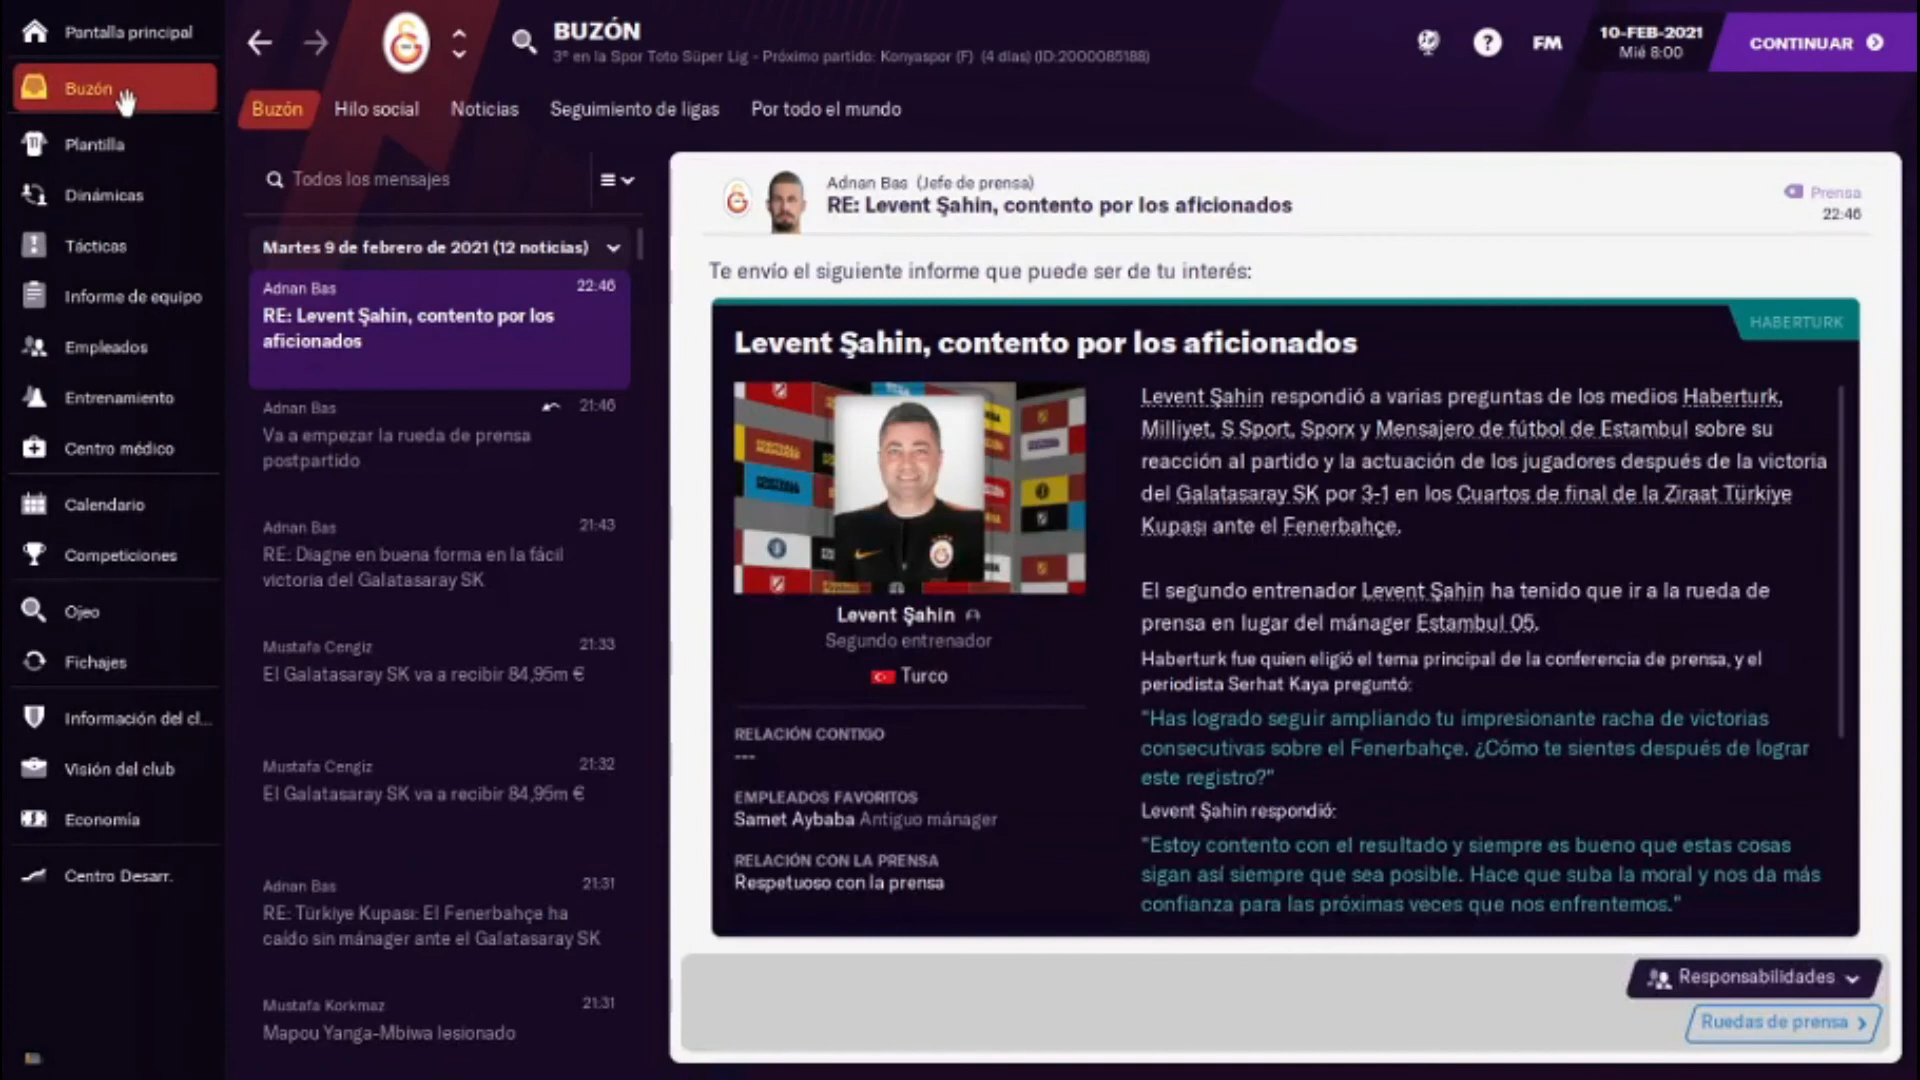 Pantalla principal
Buzón
Plantilla
Dinámicas
Tácticas
Informe de equipo
Empleados
Entrenamiento
Centro médico
Calendario
Competiciones
Ojeo
Fichajes
Información del cl...
Visión del club
Economía
Centro Desarr.
BUZÓN
3º en la Spor Toto Süper Lig - Próximo partido: Konyaspor (F) (4 días) (ID:2000085188)
FM
10-FEB-2021
Mié 8:00
CONTINUAR
Buzón
Hilo social
Noticias
Seguimiento de ligas
Por todo el mundo
Todos los mensajes
Martes 9 de febrero de 2021 (12 noticias)
Adnan Bas 22:46
RE: Levent Şahin, contento por los
aficionados
Adnan Bas 21:46
Va a empezar la rueda de prensa
postpartido
Adnan Bas 21:43
RE: Diagne en buena forma en la fácil
victoria del Galatasaray SK
Mustafa Cengiz 21:33
El Galatasaray SK va a recibir 84,95m €
Mustafa Cengiz 21:32
El Galatasaray SK va a recibir 84,95m €
Adnan Bas 21:31
RE: Türkiye Kupası: El Fenerbahçe ha
caído sin mánager ante el Galatasaray SK
Mustafa Korkmaz 21:31
Mapou Yanga-Mbiwa lesionado
Adnan Bas (Jefe de prensa)
RE: Levent Şahin, contento por los aficionados
Prensa
22:46
Te envío el siguiente informe que puede ser de tu interés:
HABERTURK
Levent Şahin, contento por los aficionados
Levent Şahin
Segundo entrenador
Turco
RELACIÓN CONTIGO
---
EMPLEADOS FAVORITOS
Samet Aybaba Antiguo mánager
RELACIÓN CON LA PRENSA
Respetuoso con la prensa
Levent Şahin respondió a varias preguntas de los medios Haberturk,
Milliyet, S Sport, Sporx y Mensajero de fútbol de Estambul sobre su
reacción al partido y la actuación de los jugadores después de la victoria
del Galatasaray SK por 3-1 en los Cuartos de final de la Ziraat Türkiye
Kupası ante el Fenerbahçe.
El segundo entrenador Levent Şahin ha tenido que ir a la rueda de
prensa en lugar del mánager Estambul 05.
Haberturk fue quien eligió el tema principal de la conferencia de prensa, y el
periodista Serhat Kaya preguntó:
"Has logrado seguir ampliando tu impresionante racha de victorias
consecutivas sobre el Fenerbahçe. ¿Cómo te sientes después de lograr
este registro?"
Levent Şahin respondió:
"Estoy contento con el resultado y siempre es bueno que estas cosas
sigan así siempre que sea posible. Hace que suba la moral y nos da más
confianza para las próximas veces que nos enfrentemos."
Responsabilidades
Ruedas de prensa